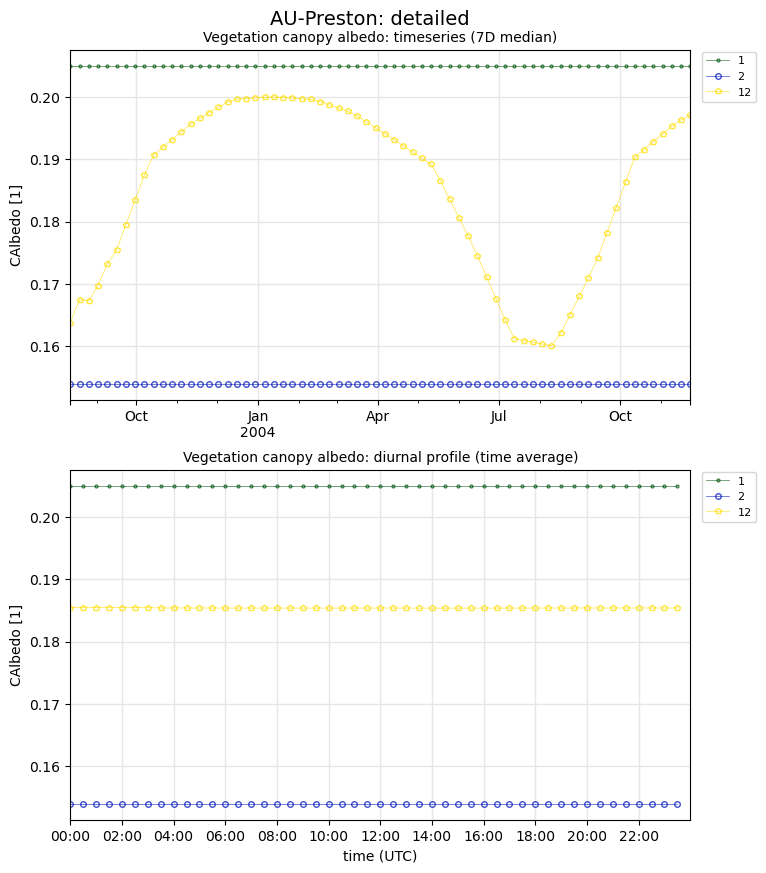 AU-Preston: detailed
Vegetation canopy albedo: timeseries (7D median)
1
2
12
0.20
0.19
0.18
0.17
0.16
CAlbedo [1]
Oct Jan Apr Jul Oct
2004
Vegetation canopy albedo: diurnal profile (time average)
1
2
12
0.20
0.19
0.18
0.17
0.16
CAlbedo [1]
00:00 02:00 04:00 06:00 08:00 10:00 12:00 14:00 16:00 18:00 20:00 22:00
time (UTC)